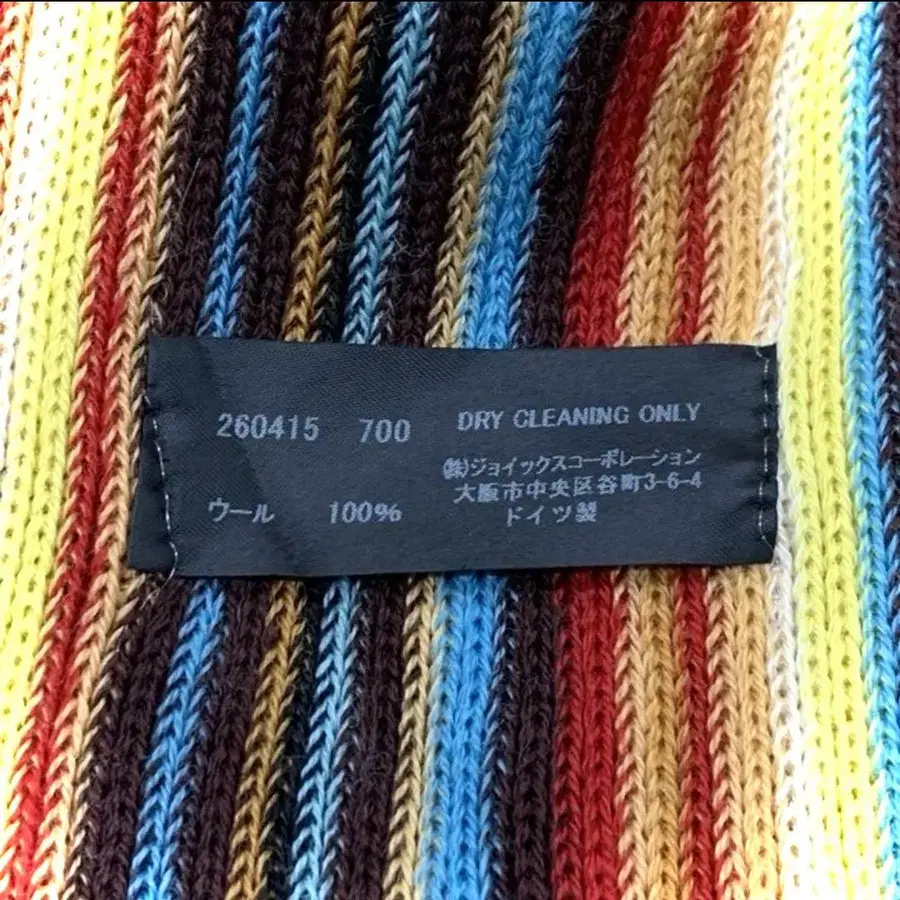 260415 700 DRY CLEANING ONLY
㈱ジョイックスコーポレーション
大阪市中央区谷町3-6-4
ウール 100% ドイツ製